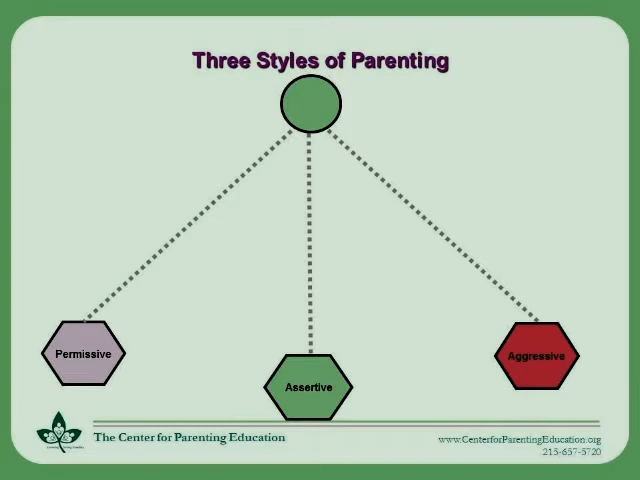 Three Styles of Parenting
Permissive
Assertive
Aggressive
The Center for Parenting Education
www.CenterforParentingEducation.org
215-657-5720